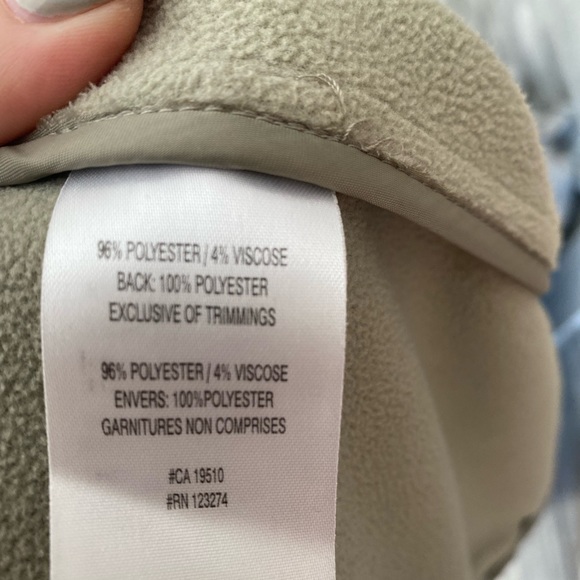 96% POLYESTER / 4% VISCOSE
BACK: 100% POLYESTER
EXCLUSIVE OF TRIMMINGS
96% POLYESTER / 4% VISCOSE
ENVERS: 100%POLYESTER
GARNITURES NON COMPRISES
#CA 19510
#RN 123274